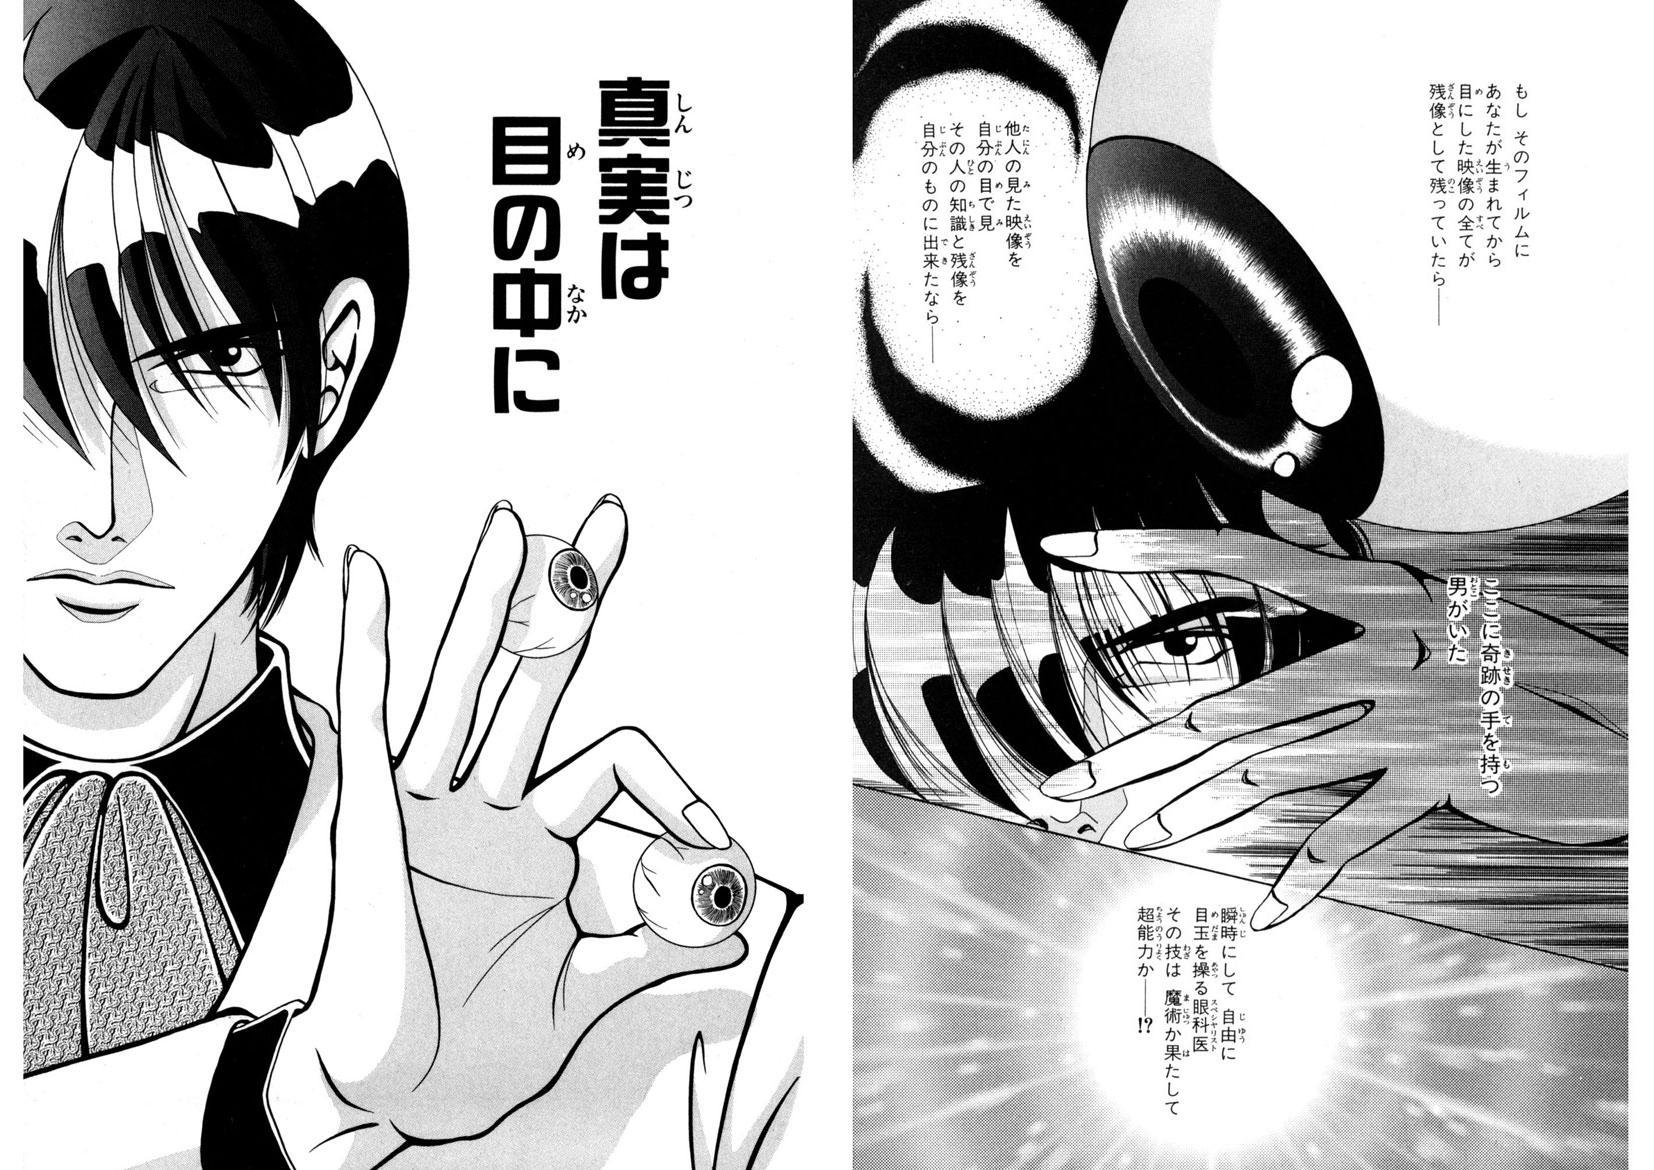 もし そのフィルムに
あなたが生まれてから
目にした映像の全てが
残像として残っていたら――
他人の見た映像を
自分の目で見
その人の知識と残像を
自分のものに出来たなら――
ここに奇跡の手を持つ
男がいた
瞬時にして 自由に
目玉を操る眼科医
その技は 魔術か果たして
超能力か――!?
真実は
目の中に